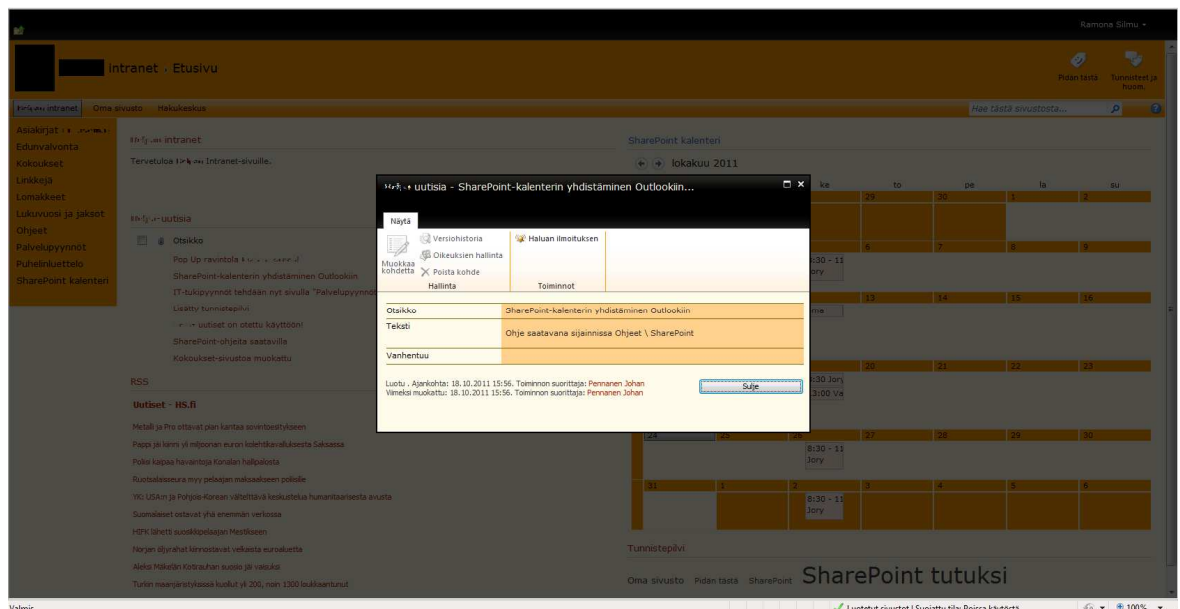 Ramona Silmu
Intranet › Etusivu
Pidän tästä
Tunnisteet ja
huom.
intranet Oma sivusto Hakukeskus
Hae tästä sivustosta...
Asiakirjat
Edunvalvonta
Kokoukset
Linkkejä
Lomakkeet
Lukuvuosi ja jaksot
Ohjeet
Palvelupyynnöt
Puhelinluettelo
SharePoint kalenteri
intranet
Tervetuloa Intranet-sivuille.
uutisia
Otsikko
Pop Up ravintola
SharePoint-kalenterin yhdistäminen Outlookiin
IT-tukipyynnöt tehdään nyt sivulla "Palvelupyynnöt
Lisätty tunnistepilvi
uutiset on otettu käyttöön!
SharePoint-ohjeita saatavilla
Kokoukset-sivustoa muokattu
RSS
Uutiset - HS.fi
Metalli ja Pro ottavat pian kantaa sovintoesitykseen
Pappi jäi kiinni yli miljoonan euron kolehtikavalluksesta Saksassa
Poliisi kaipaa havaintoja Konalan hallipalosta
Ruotsalaisseura myy pelaajan maksaakseen poliisille
YK: USA:n ja Pohjois-Korean vältettävä keskustelua humanitaarisesta avusta
Suomalaiset ostavat yhä enemmän verkossa
HIFK lähetti suosikkipelaajan Mestikseen
Norjan öljyrahat kiinnostavat velkaista euroaluetta
Aleksi Mäkelän Kotirauhan suosio jäi vaisuksi
Turkin maanjäristyksessä kuollut yli 200, noin 1300 loukkaantunut
uutisia - SharePoint-kalenterin yhdistäminen Outlookiin...
Näytä
Muokkaa
kohdetta
Versiohistoria
Oikeuksien hallinta
Poista kohde
Hallinta
Haluan ilmoituksen
Toiminnot
Otsikko SharePoint-kalenterin yhdistäminen Outlookiin
Teksti
Ohje saatavana sijainnissa Ohjeet \ SharePoint
Vanhentuu
Luotu . Ajankohta: 18.10.2011 15:56. Toiminnon suorittaja: Pennanen Johan
Viimeksi muokattu: 18.10.2011 15:56. Toiminnon suorittaja: Pennanen Johan
Sulje
SharePoint kalenteri
lokakuu 2011
ke to pe la su
29 30 1 2
6 7 8 9
8:30 - 11
Jory
13 14 15 16
20 21 22 23
8:30 Jory
13:00 Va
24 25 26 27 28 29 30
8:30 - 11
Jory
31 1 2 3 4 5 6
8:30 - 11
Jory
Tunnistepilvi
Oma sivusto Pidän tästä SharePoint SharePoint tutuksi
Valmis
Luotetut sivustot | Suojattu tila: Poissa käytöstä
100%